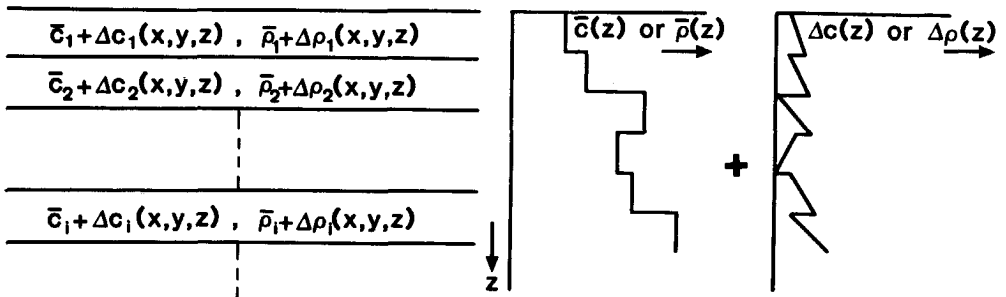 c̄₁+Δc₁(x,y,z) , ρ̄₁+Δρ₁(x,y,z)
c̄₂+Δc₂(x,y,z) , ρ̄₂+Δρ₂(x,y,z)
c̄ᵢ+Δcᵢ(x,y,z) , ρ̄ᵢ+Δρᵢ(x,y,z)
c̄(z) or ρ̄(z)
z
+
Δc(z) or Δρ(z)